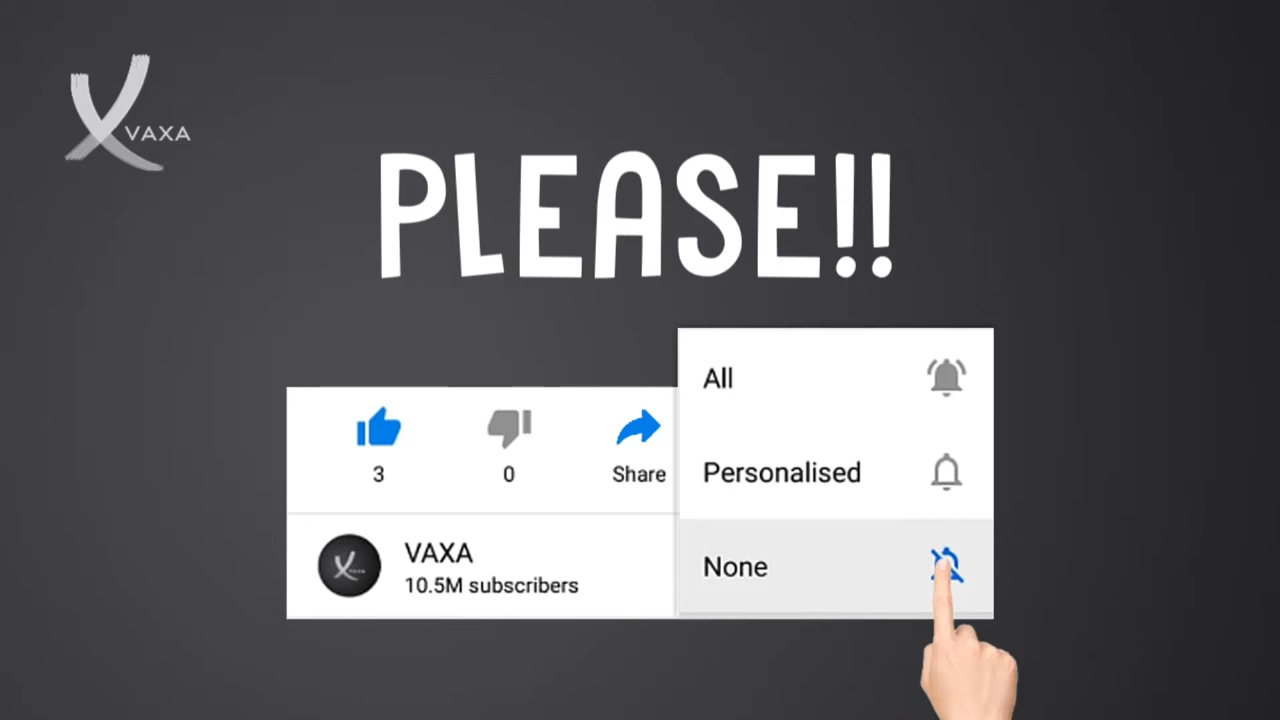 VAXA
PLEASE!!
All
Personalised
None
3
0
Share
VAXA
10.5M subscribers